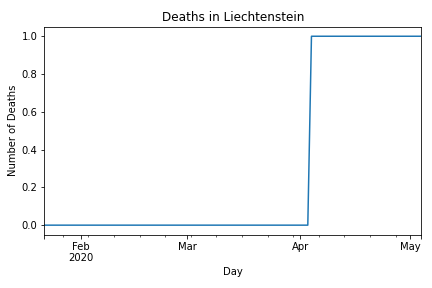 Deaths in Liechtenstein
1.0
0.8
0.6
0.4
0.2
0.0
Number of Deaths
Feb
2020
Mar
Apr
May
Day